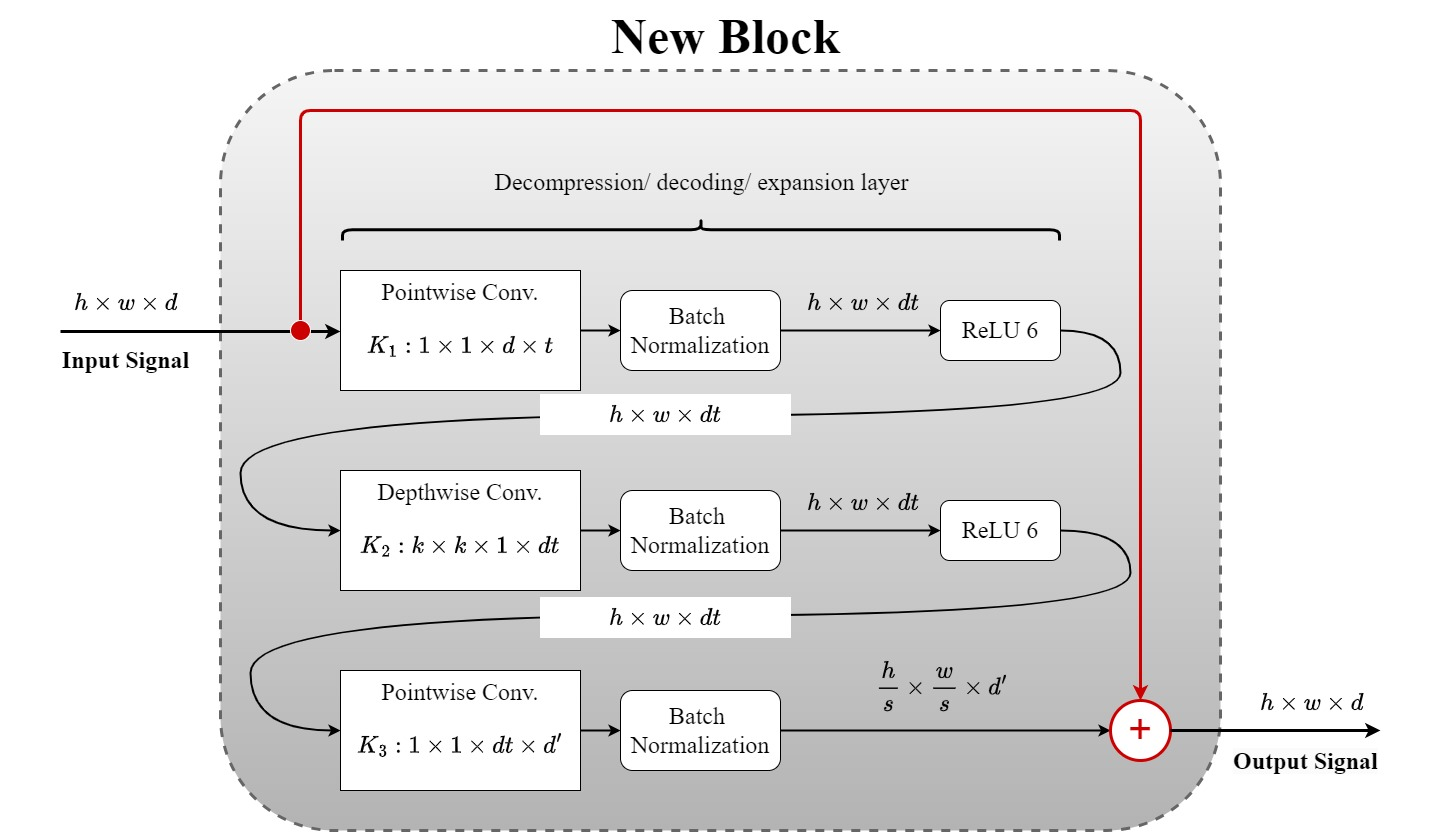 New Block
Decompression/ decoding/ expansion layer
h × w × d
Input Signal
Pointwise Conv.
K₁ : 1 × 1 × d × t
Batch
Normalization
h × w × dt
ReLU 6
h × w × dt
Depthwise Conv.
K₂ : k × k × 1 × dt
Batch
Normalization
h × w × dt
ReLU 6
h × w × dt
Pointwise Conv.
K₃ : 1 × 1 × dt × d′
Batch
Normalization
h/s × w/s × d′
+
h × w × d
Output Signal